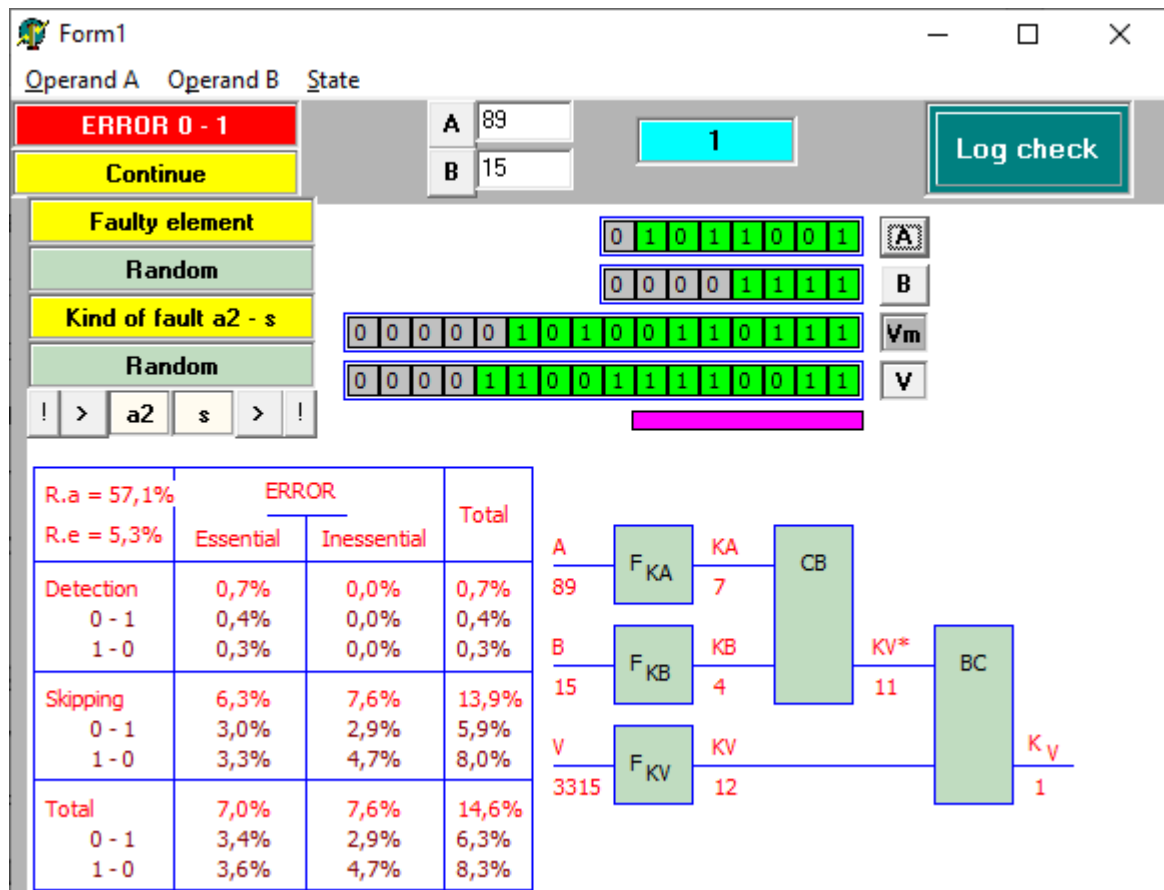 Form1
Operand A Operand B State
ERROR 0 - 1
Continue
A 89
B 15
1
Log check
Faulty element
Random
Kind of fault a2 - s
Random
! > a2 s > !
0 1 0 1 1 0 0 1 A
0 0 0 0 1 1 1 1 B
0 0 0 0 0 1 0 1 0 0 1 1 0 1 1 1 Vm
0 0 0 0 1 1 0 0 1 1 1 1 0 0 1 1 V
R.a = 57,1% ERROR Total
R.e = 5,3% Essential Inessential
Detection 0,7% 0,0% 0,7%
0 - 1 0,4% 0,0% 0,4%
1 - 0 0,3% 0,0% 0,3%
Skipping 6,3% 7,6% 13,9%
0 - 1 3,0% 2,9% 5,9%
1 - 0 3,3% 4,7% 8,0%
Total 7,0% 7,6% 14,6%
0 - 1 3,4% 2,9% 6,3%
1 - 0 3,6% 4,7% 8,3%
A FKA KA CB
89 7
B FKB KB KV* BC
15 4 11
V FKV KV KV
3315 12 1